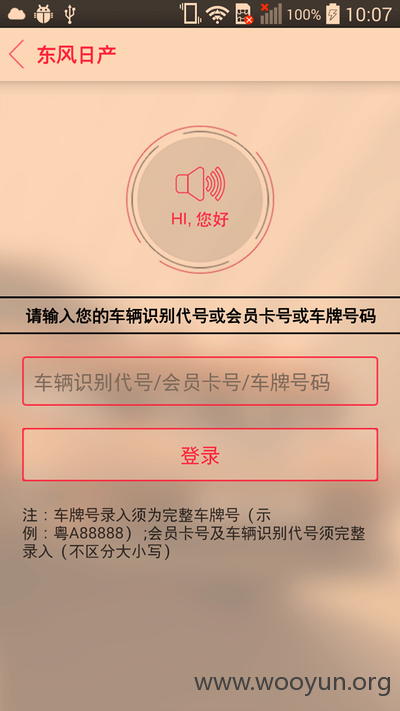 100% 10:07
东风日产
HI, 您好
请输入您的车辆识别代号或会员卡号或车牌号码
车辆识别代号/会员卡号/车牌号码
登录
注：车牌号录入须为完整车牌号（示
例：粤A88888）;会员卡号及车辆识别代号须完整
录入（不区分大小写）
www.wooyun.org